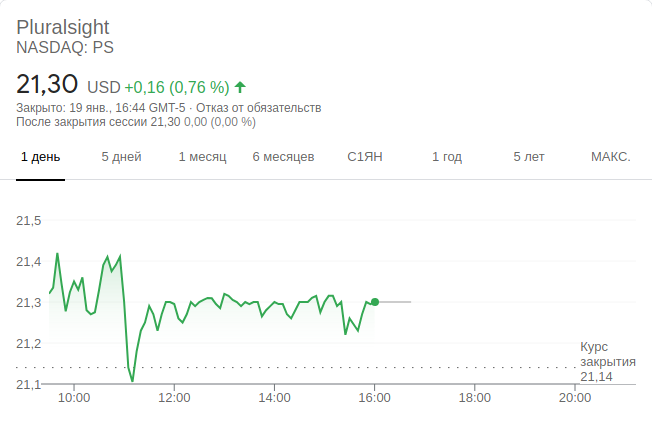 Pluralsight
NASDAQ: PS
21,30 USD +0,16 (0,76 %)
Закрыто: 19 янв., 16:44 GMT-5 · Отказ от обязательств
После закрытия сессии 21,30 0,00 (0,00 %)
1 день 5 дней 1 месяц 6 месяцев С1ЯН 1 год 5 лет МАКС.
21,5
21,4
21,3
21,2
Курс
закрытия
21,14
21,1
10:00 12:00 14:00 16:00 18:00 20:00